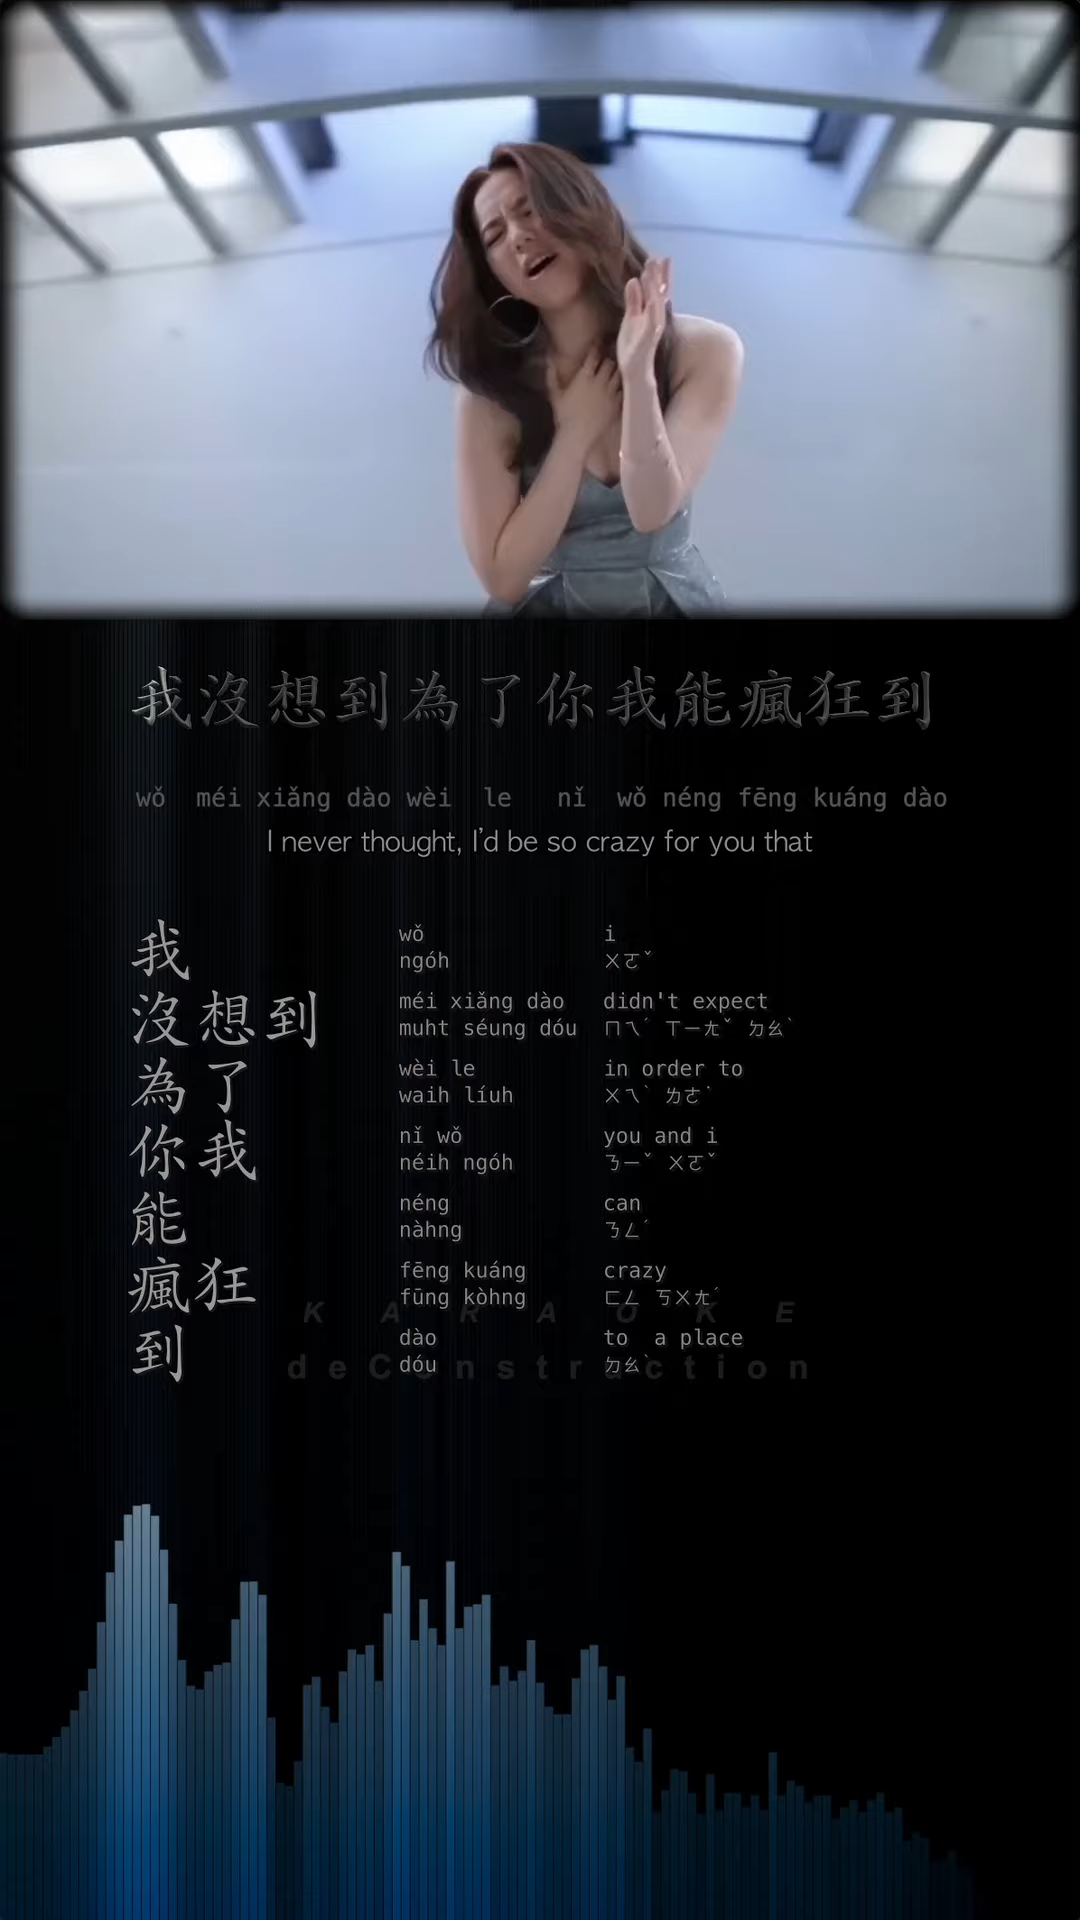 我沒想到為了你我能瘋狂到
wǒ méi xiǎng dào wèi le nǐ wǒ néng fēng kuáng dào
I never thought, I'd be so crazy for you that
我 wǒ i
ngóh ㄨㄛˇ
沒想到 méi xiǎng dào didn't expect
muht séung dóu ㄇㄟˊ ㄒㄧㄤˇ ㄉㄠˋ
為了 wèi le in order to
waih líuh ㄨㄟˋ ㄌㄜ˙
你我 nǐ wǒ you and i
néih ngóh ㄋㄧˇ ㄨㄛˇ
能 néng can
nàhng ㄋㄥˊ
瘋狂 fēng kuáng crazy
fūng kòhng ㄈㄥ ㄎㄨㄤˊ
KARAOKE
到 dào to a place
dóu ㄉㄠˋ
deConstruction